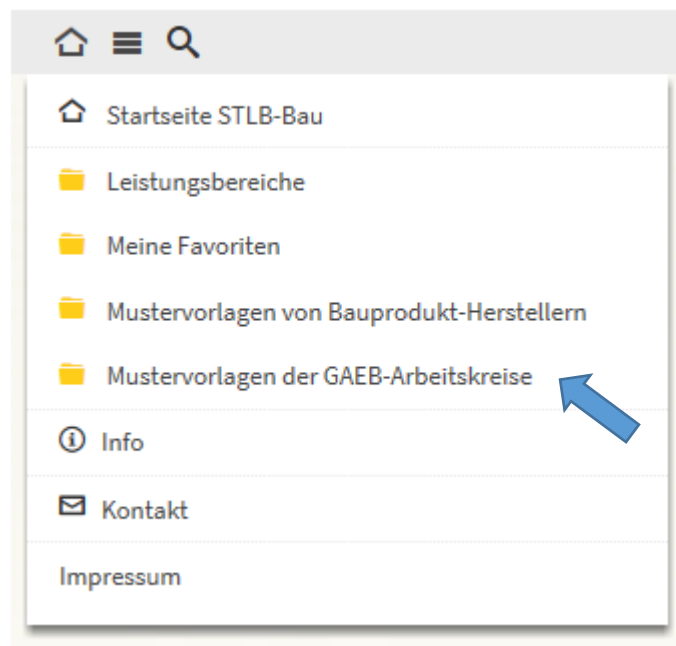 Startseite STLB-Bau
Leistungsbereiche
Meine Favoriten
Mustervorlagen von Bauprodukt-Herstellern
Mustervorlagen der GAEB-Arbeitskreise
Info
Kontakt
Impressum